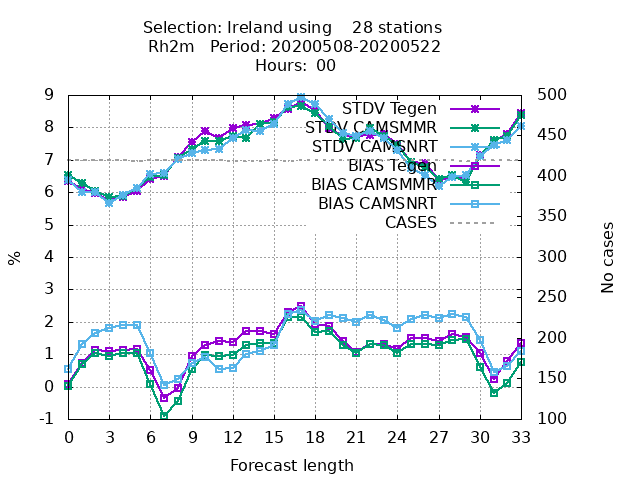 Selection: Ireland using    28 stations
Rh2m   Period: 20200508-20200522
Hours:  00
9
8
7
6
5
4
3
2
1
0
-1
%
500
450
400
350
300
250
200
150
100
No cases
STDV Tegen
STDV CAMSMMR
STDV CAMSNRT
BIAS Tegen
BIAS CAMSMMR
BIAS CAMSNRT
CASES
0 3 6 9 12 15 18 21 24 27 30 33
Forecast length